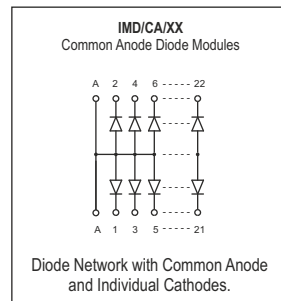 IMD/CA/XX
Common Anode Diode Modules
A 2 4 6 22
A 1 3 5 21
Diode Network with Common Anode
and Individual Cathodes.